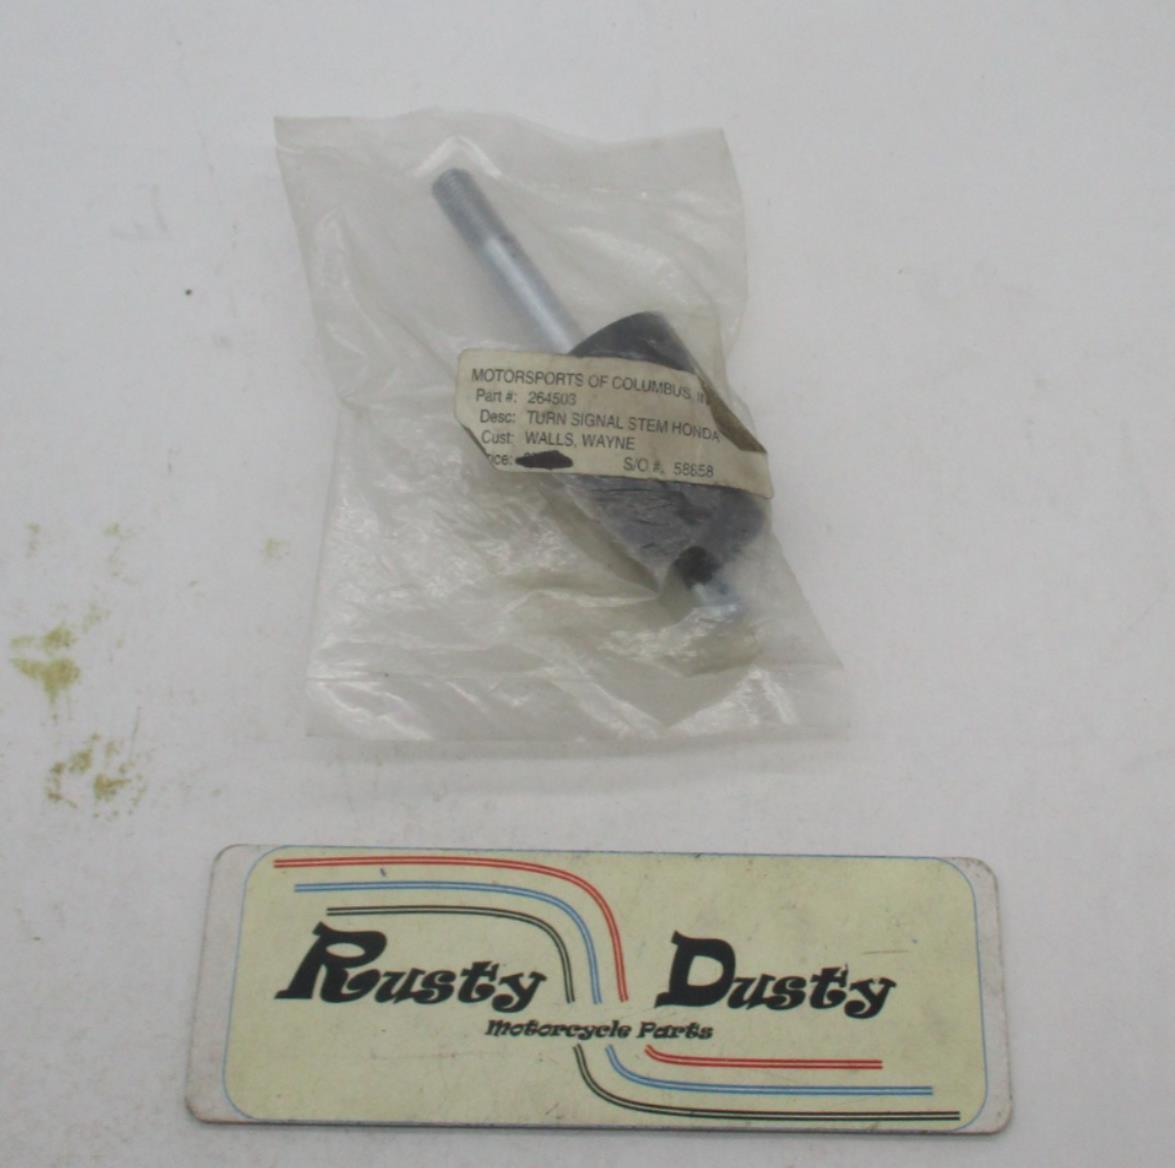 MOTORSPORTS OF COLUMBUS,
Part #: 264503
Desc: TURN SIGNAL STEM HONDA
Cust: WALLS, WAYNE
S/O #: 58658
Rusty Dusty
Motorcycle Parts